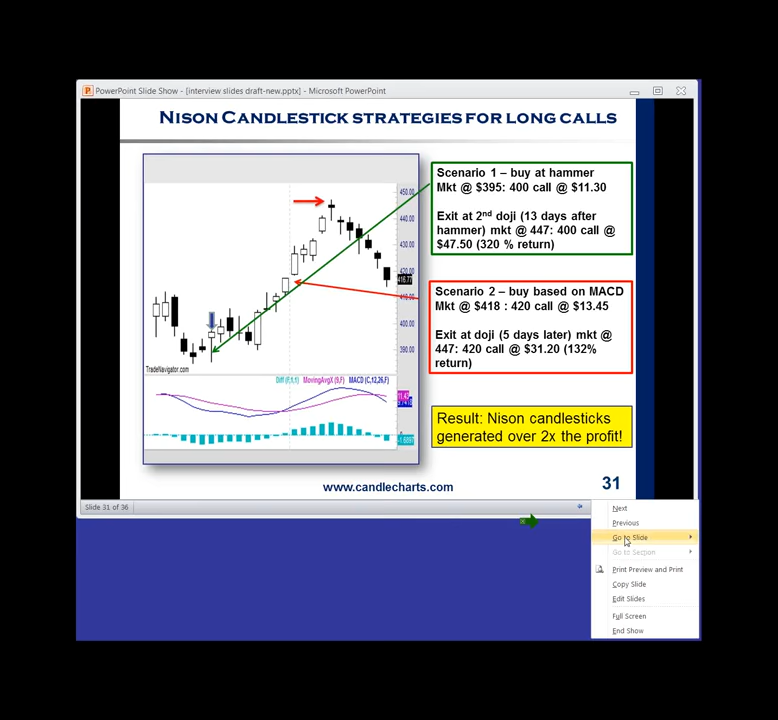 PowerPoint Slide Show - [interview slides draft-new.pptx] - Microsoft PowerPoint
NISON CANDLESTICK STRATEGIES FOR LONG CALLS
Scenario 1 – buy at hammer
Mkt @ $395: 400 call @ $11.30
Exit at 2nd doji (13 days after
hammer) mkt @ 447: 400 call @
$47.50 (320 % return)
Scenario 2 – buy based on MACD
Mkt @ $418 : 420 call @ $13.45
Exit at doji (5 days later) mkt @
447: 420 call @ $31.20 (132%
return)
Result: Nison candlesticks
generated over 2x the profit!
450.00
440.00
430.00
420.00
410.00
400.00
390.00
TradeNavigator.com
Diff (F,1,1) MovingAvgX (9,F) MACD (C,12,26,F)
-1.6897
www.candlecharts.com
31
Slide 31 of 36
Next
Previous
Go to Slide
Go to Section
Print Preview and Print
Copy Slide
Edit Slides
Full Screen
End Show